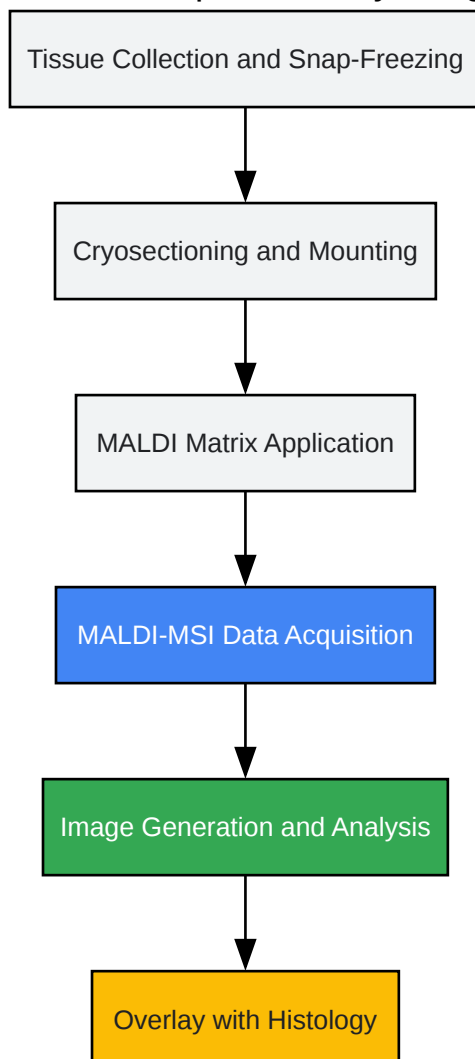 Tissue Collection and Snap-Freezing
Cryosectioning and Mounting
MALDI Matrix Application
MALDI-MSI Data Acquisition
Image Generation and Analysis
Overlay with Histology